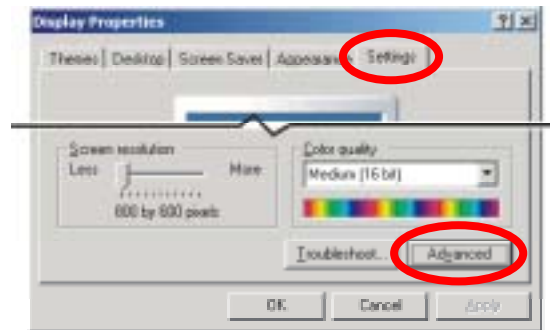 Display Properties
Themes Desktop Screen Saver Appearance Settings
Screen resolution Color quality
Less More Medium (16 bit)
800 by 600 pixels
Troubleshoot... Advanced
OK Cancel Apply